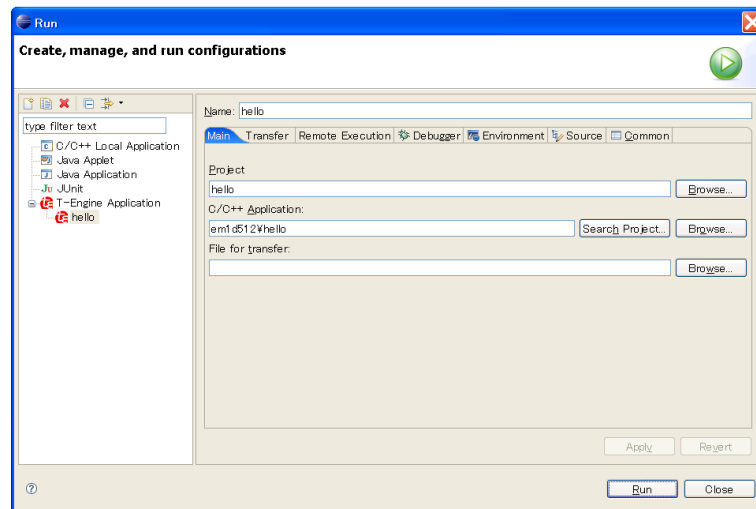 Run
Create, manage, and run configurations
type filter text
C/C++ Local Application
Java Applet
Java Application
Ju JUnit
T-Engine Application
hello
Name: hello
Main Transfer Remote Execution Debugger Environment Source Common
Project
hello Browse...
C/C++ Application:
em1d512¥hello Search Project... Browse...
File for transfer:
Browse...
Apply Revert
Run Close